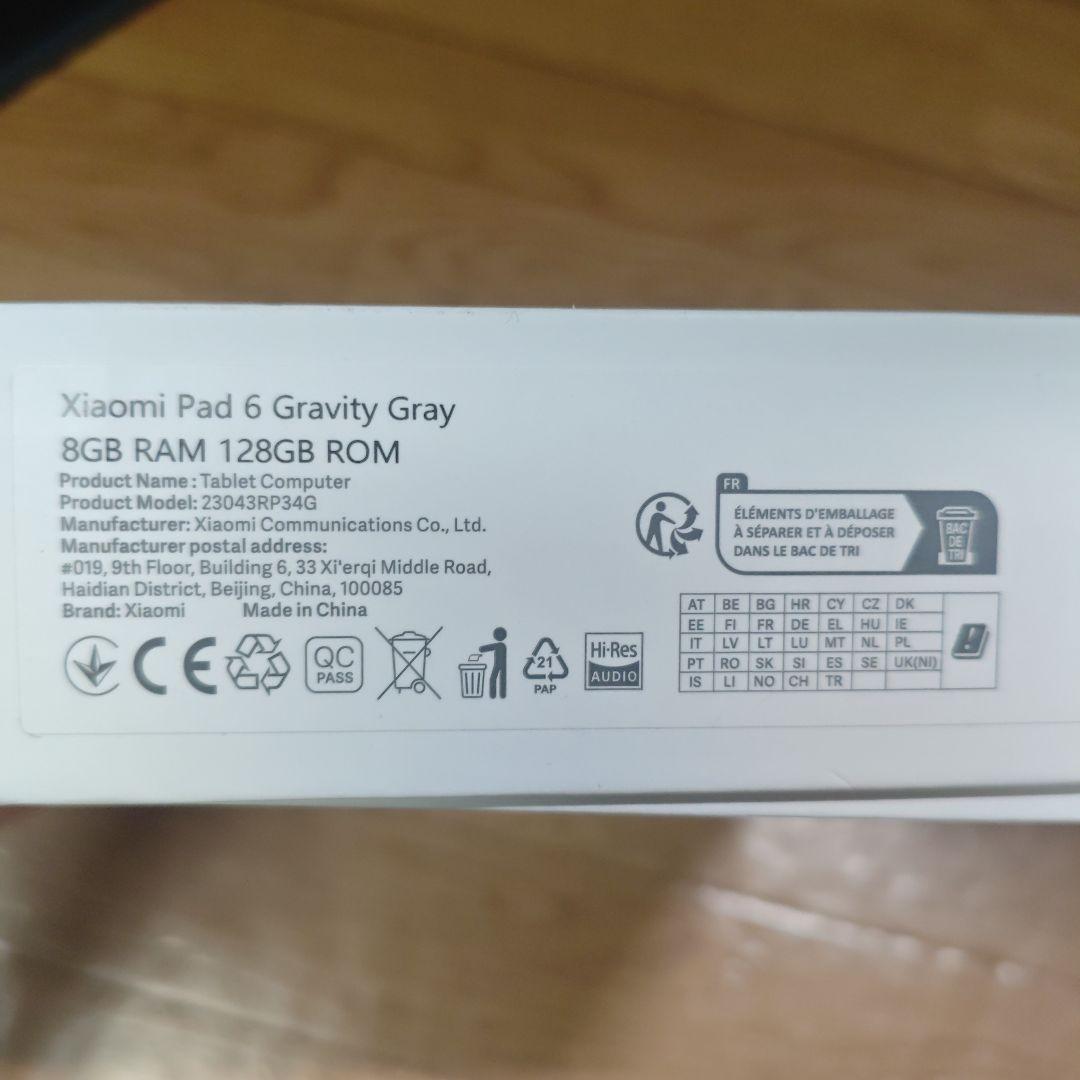 Xiaomi Pad 6 Gravity Gray
8GB RAM 128GB ROM
Product Name : Tablet Computer
Product Model: 23043RP34G
Manufacturer: Xiaomi Communications Co., Ltd.
Manufacturer postal address:
#019, 9th Floor, Building 6, 33 Xi'erqi Middle Road,
Haidian District, Beijing, China, 100085
Brand: Xiaomi Made in China
CE
QC
PASS
21
PAP
Hi-Res
AUDIO
FR
ÉLÉMENTS D'EMBALLAGE
À SÉPARER ET À DÉPOSER
DANS LE BAC DE TRI
BAC
DE
TRI
AT BE BG HR CY CZ DK
EE FI FR DE EL HU IE
IT LV LT LU MT NL PL
PT RO SK SI ES SE UK(NI)
IS LI NO CH TR